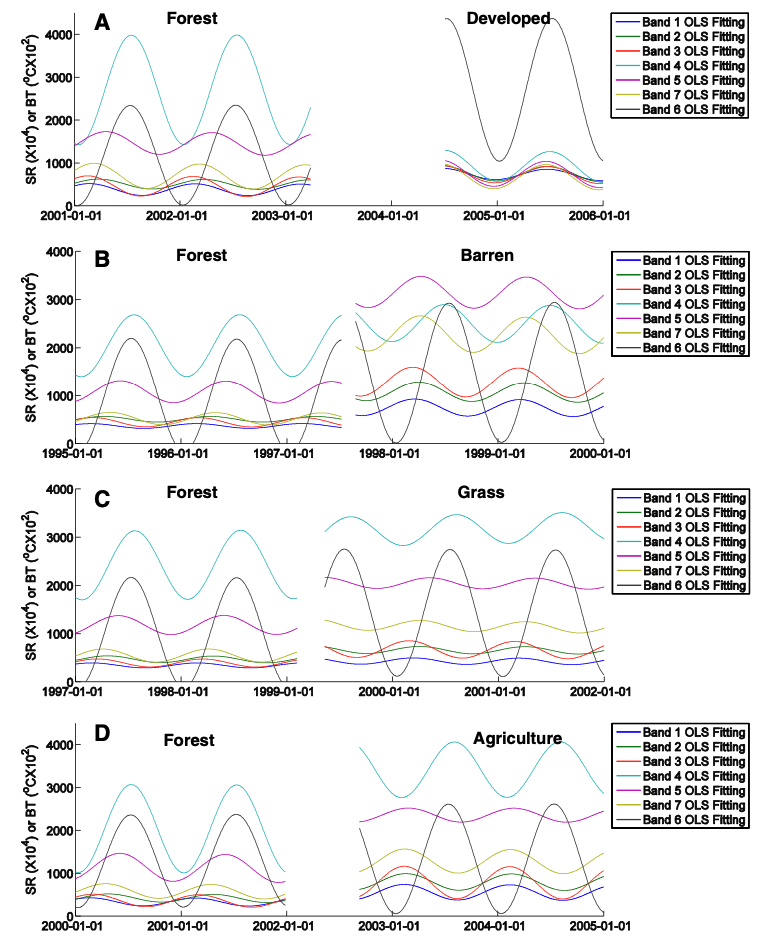 A
Forest
Developed
SR (X10⁴) or BT (°CX10²)
4000
3000
2000
1000
0
2001-01-01
2002-01-01
2003-01-01
2004-01-01
2005-01-01
2006-01-01
Band 1 OLS Fitting
Band 2 OLS Fitting
Band 3 OLS Fitting
Band 4 OLS Fitting
Band 5 OLS Fitting
Band 7 OLS Fitting
Band 6 OLS Fitting
B
Forest
Barren
SR (X10⁴) or BT (°CX10²)
4000
3000
2000
1000
0
1995-01-01
1996-01-01
1997-01-01
1998-01-01
1999-01-01
2000-01-01
Band 1 OLS Fitting
Band 2 OLS Fitting
Band 3 OLS Fitting
Band 4 OLS Fitting
Band 5 OLS Fitting
Band 7 OLS Fitting
Band 6 OLS Fitting
C
Forest
Grass
SR (X10⁴) or BT (°CX10²)
4000
3000
2000
1000
0
1997-01-01
1998-01-01
1999-01-01
2000-01-01
2001-01-01
2002-01-01
Band 1 OLS Fitting
Band 2 OLS Fitting
Band 3 OLS Fitting
Band 4 OLS Fitting
Band 5 OLS Fitting
Band 7 OLS Fitting
Band 6 OLS Fitting
D
Forest
Agriculture
SR (X10⁴) or BT (°CX10²)
4000
3000
2000
1000
0
2000-01-01
2001-01-01
2002-01-01
2003-01-01
2004-01-01
2005-01-01
Band 1 OLS Fitting
Band 2 OLS Fitting
Band 3 OLS Fitting
Band 4 OLS Fitting
Band 5 OLS Fitting
Band 7 OLS Fitting
Band 6 OLS Fitting